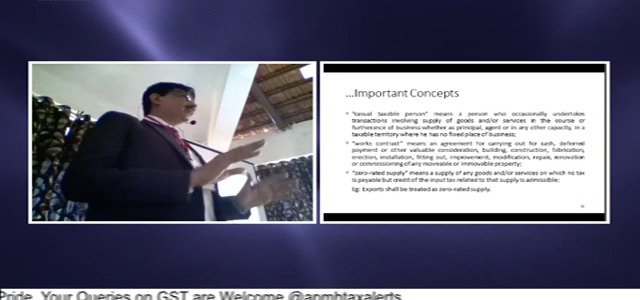 ...Important Concepts
"casual taxable person" means a person who occasionally undertakes
transactions involving supply of goods and/or services in the course or
furtherance of business whether as principal, agent or in any other capacity, in a
taxable territory where he has no fixed place of business;
"works contract" means an agreement for carrying out for cash, deferred
payment or other valuable consideration, building, construction, fabrication,
erection, installation, fitting out, improvement, modification, repair, renovation
or commissioning of any moveable or immovable property;
"zero-rated supply" means a supply of any goods and/or services on which no tax
is payable but credit of the input tax related to that supply is admissible;
Eg: Exports shall be treated as zero-rated supply.
Pride. Your Queries on GST are Welcome @apmhtaxalerts